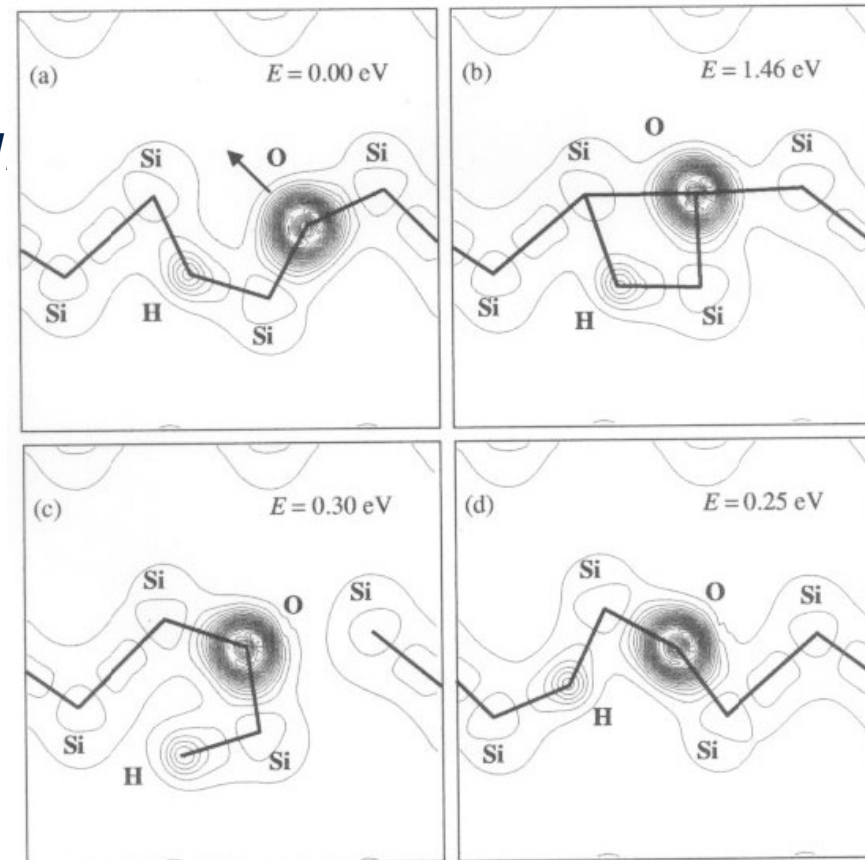 (a)
E = 0.00 eV
Si
O
Si
Si
H
Si
(b)
E = 1.46 eV
O
Si
Si
Si
H
Si
(c)
E = 0.30 eV
Si
O
Si
Si
H
Si
(d)
E = 0.25 eV
Si
O
Si
H
Si
Si